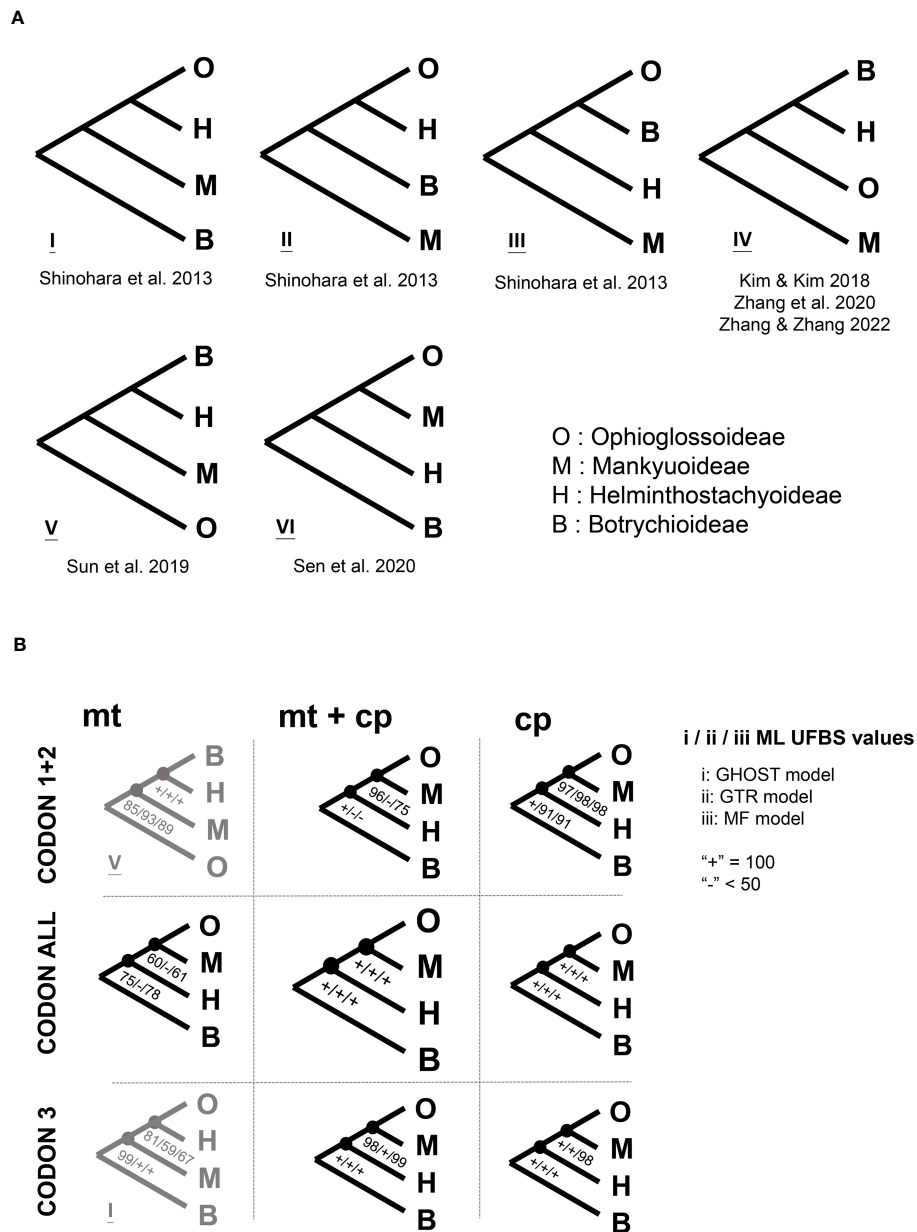 A
O
H
M
B
I
Shinohara et al. 2013
O
H
B
M
II
Shinohara et al. 2013
O
B
H
M
III
Shinohara et al. 2013
B
H
O
M
IV
Kim & Kim 2018
Zhang et al. 2020
Zhang & Zhang 2022
B
H
M
O
V
Sun et al. 2019
O
M
H
B
VI
Sen et al. 2020
O : Ophioglossoideae
M : Mankyuoideae
H : Helminthostachyoideae
B : Botrychioideae
B
mt
mt + cp
cp
CODON 1+2
B
H
M
O
+/+/+
85/93/89
V
O
M
H
B
96/-/75
+/-/-
O
M
H
B
97/98/98
+/91/91
CODON ALL
O
M
H
B
60/-/61
75/-/78
O
M
H
B
+/+/+
+/+/+
O
M
H
B
+/+/+
+/+/+
CODON 3
O
H
M
B
81/59/67
99/+/+
I
O
M
H
B
98/+/99
+/+/+
O
M
H
B
+/+/98
+/+/+
i / ii / iii ML UFBS values
i: GHOST model
ii: GTR model
iii: MF model
“+” = 100
“-” < 50